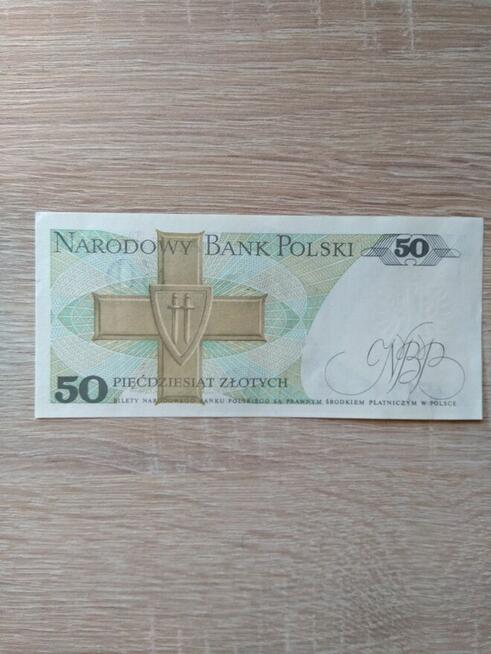 NARODOWY BANK POLSKI 50
NBP
50 PIĘĆDZIESIĄT ZŁOTYCH
BILETY NARODOWEGO BANKU POLSKIEGO SĄ PRAWNYM ŚRODKIEM PŁATNICZYM W POLSCE